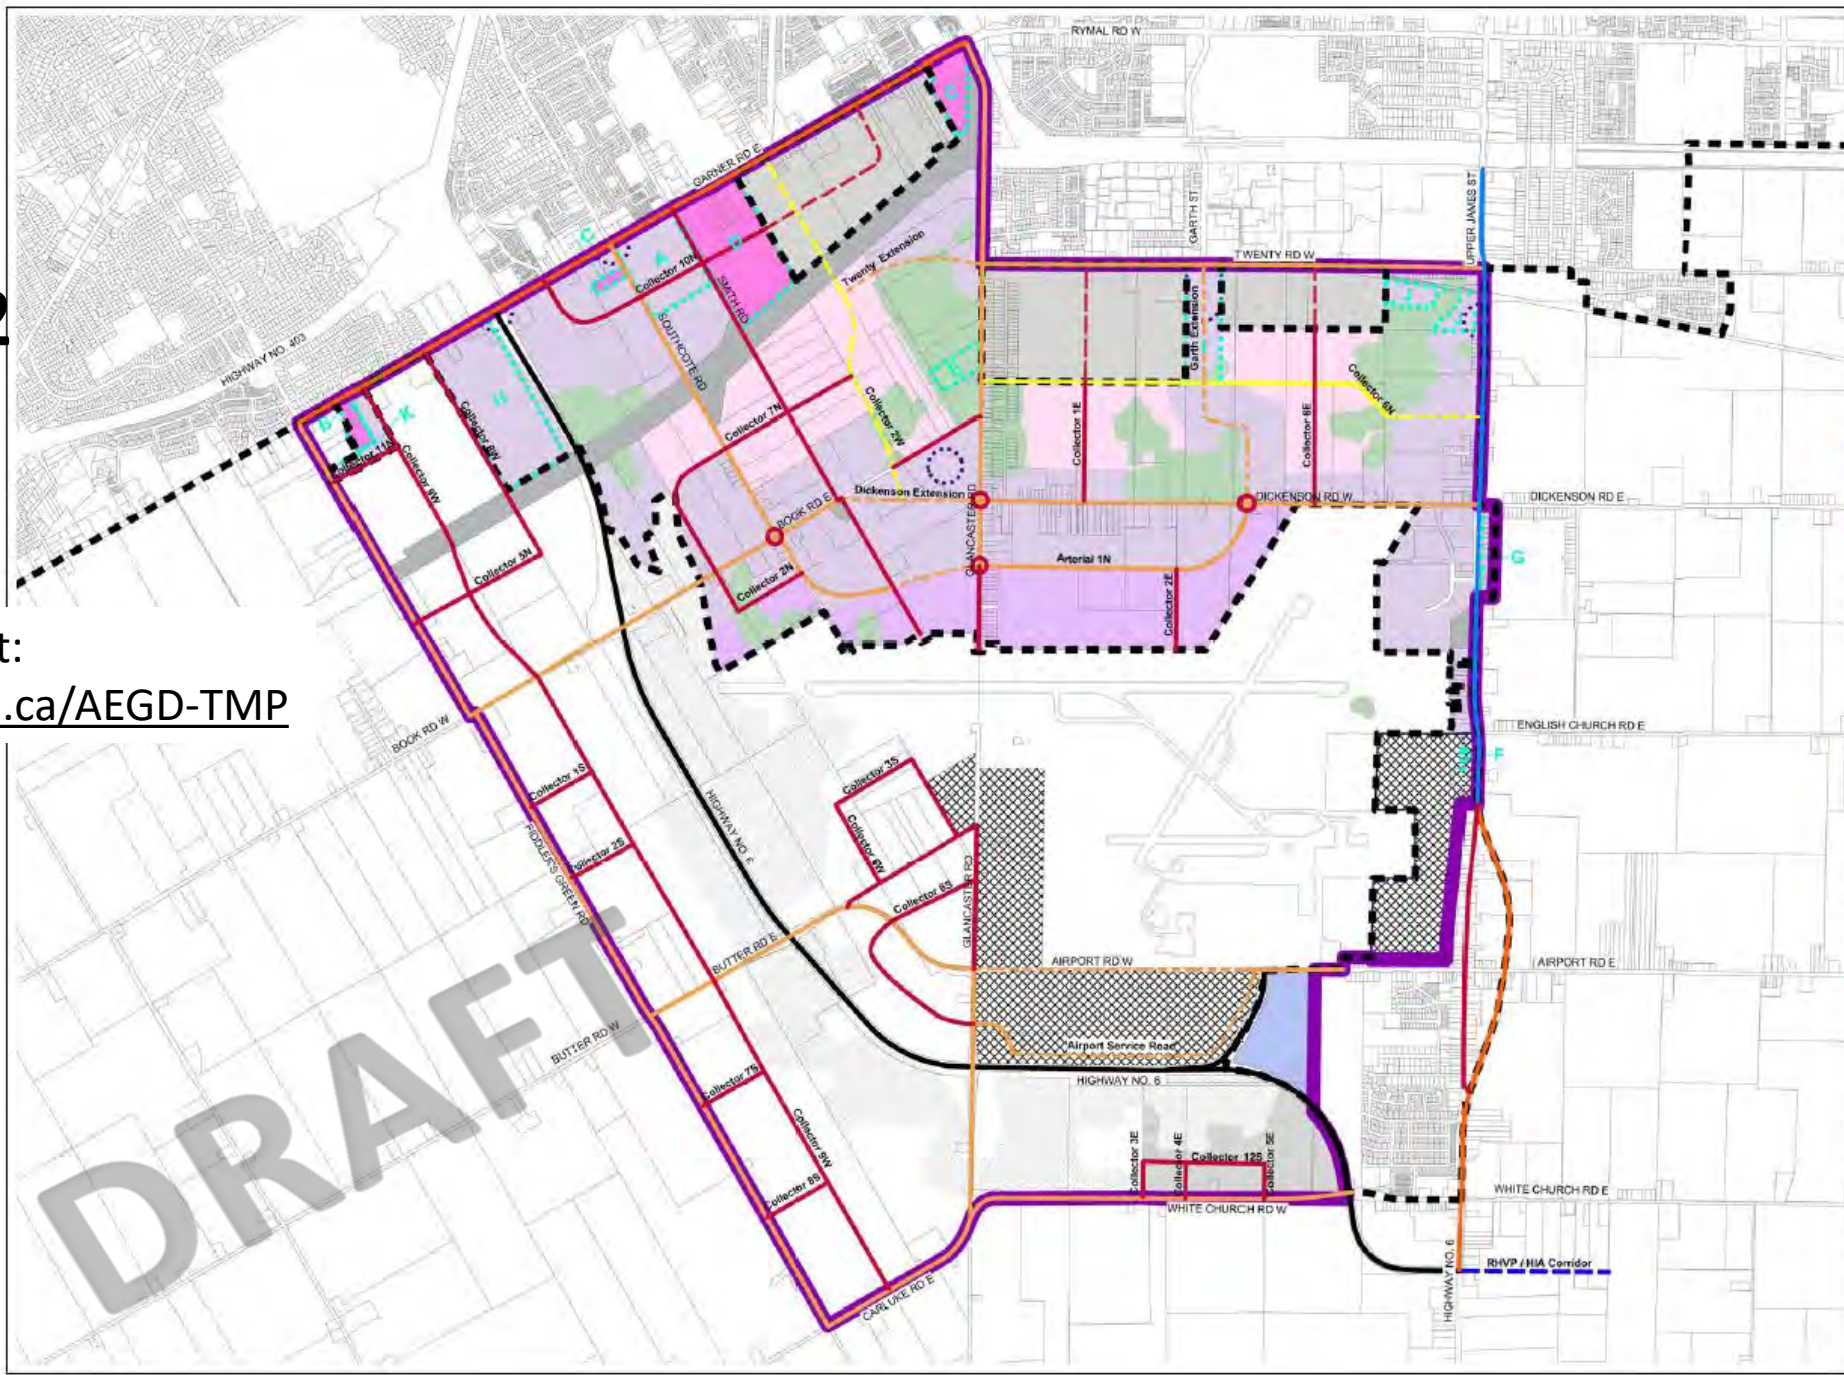 RYMAL RD W
GARNER RD E
C
C
A
D
Collector 10N
SMITH RD
Twenty Extension
GARTH ST
UPPER JAMES ST
TWENTY RD W
Garth Extension
J
HIGHWAY NO. 403
SOUTHCOTE RD
H
B
K
Collector 11N
Collector 8W
Collector 9W
Collector 7N
Collector 2W
E
Collector 1E
Collector 6E
Collector 6N
Dickenson Extension
BOOK RD E
GLANCASTER RD
DICKENSON RD W
DICKENSON RD E
Collector 5N
Collector 2N
Arterial 1N
Collector 2E
G
t:
.ca/AEGD-TMP
BOOK RD W
ENGLISH CHURCH RD E
F
Collector 1S
Collector 2S
FIDDLER'S GREEN RD
HIGHWAY NO. 6
Collector 3S
Collector 6W
Collector 6S
GLANCASTER RD
BUTTER RD E
BUTTER RD W
AIRPORT RD W
AIRPORT RD E
"Airport Service Road"
HIGHWAY NO. 6
DRAFT
Collector 7S
Collector 9W
Collector 8S
Collector 3E
Collector 4E
Collector 12S
Collector 5E
WHITE CHURCH RD W
WHITE CHURCH RD E
HIGHWAY NO. 6
RHVP / HIA Corridor
CARLUKE RD E